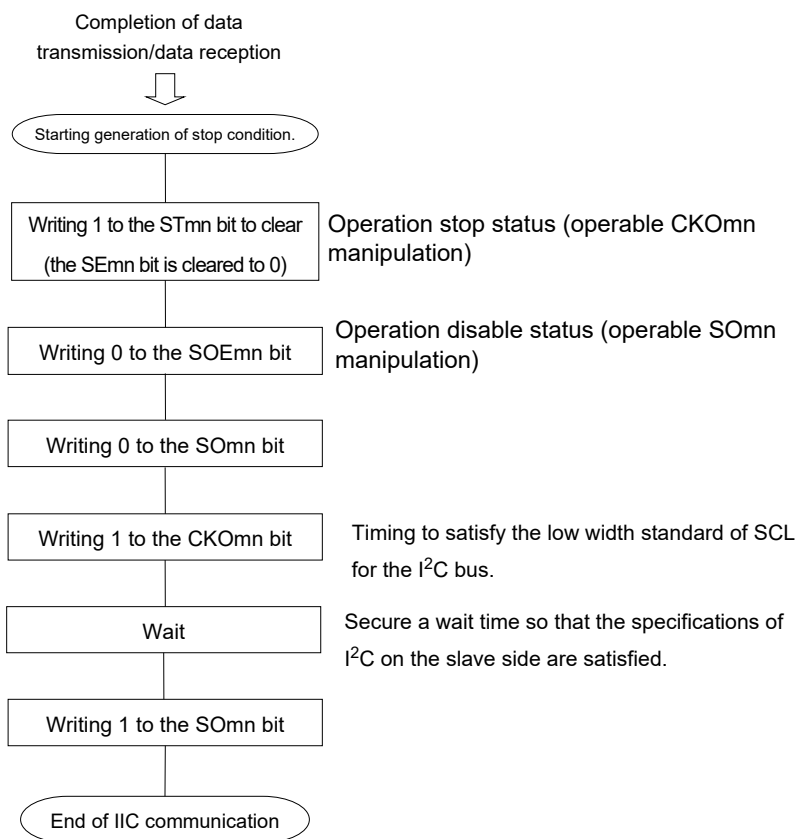 Completion of data
transmission/data reception
Starting generation of stop condition.
Writing 1 to the STmn bit to clear
(the SEmn bit is cleared to 0)
Operation stop status (operable CKOmn
manipulation)
Writing 0 to the SOEmn bit
Operation disable status (operable SOmn
manipulation)
Writing 0 to the SOmn bit
Writing 1 to the CKOmn bit
Timing to satisfy the low width standard of SCL
for the I²C bus.
Wait
Secure a wait time so that the specifications of
I²C on the slave side are satisfied.
Writing 1 to the SOmn bit
End of IIC communication